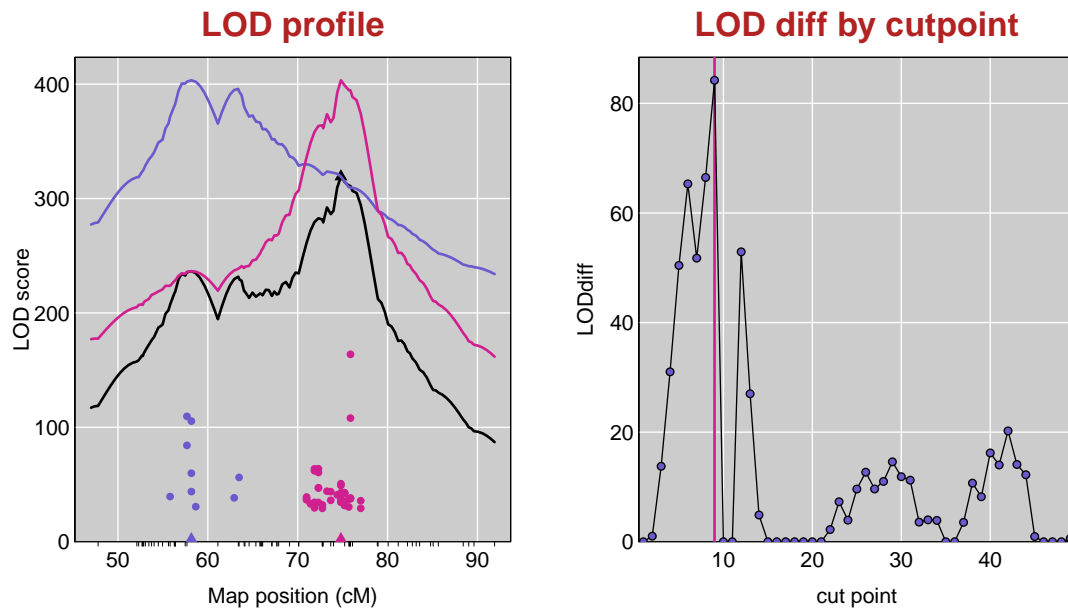 LOD profile
LOD score
400
300
200
100
0
50 60 70 80 90
Map position (cM)
LOD diff by cutpoint
LODdiff
80
60
40
20
0
0 10 20 30 40
cut point